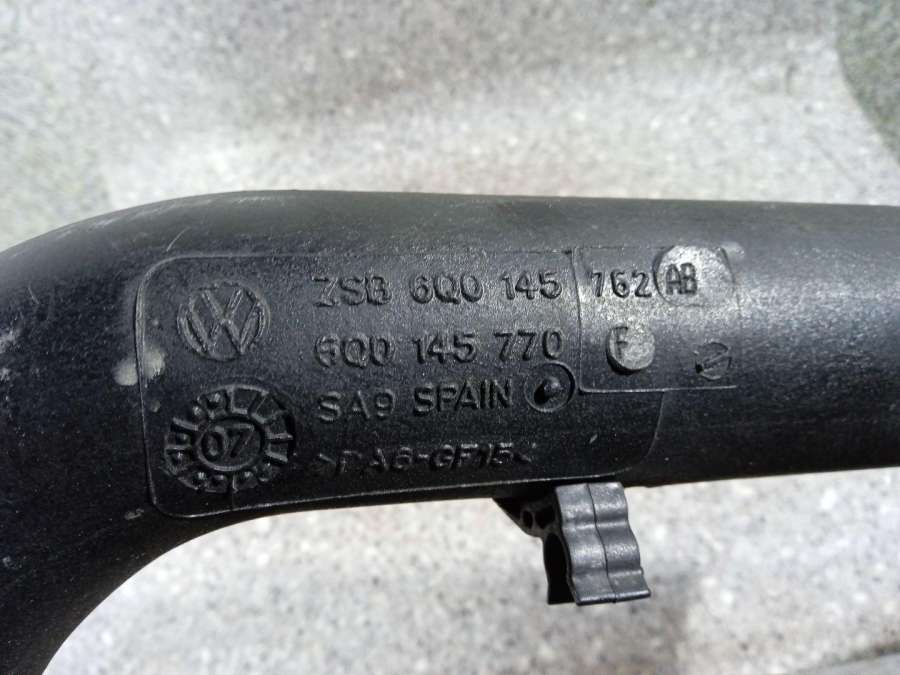 ZSB 6Q0 145 762 AB
6Q0 145 770 F
SA9 SPAIN
07
>PA6-GF15<